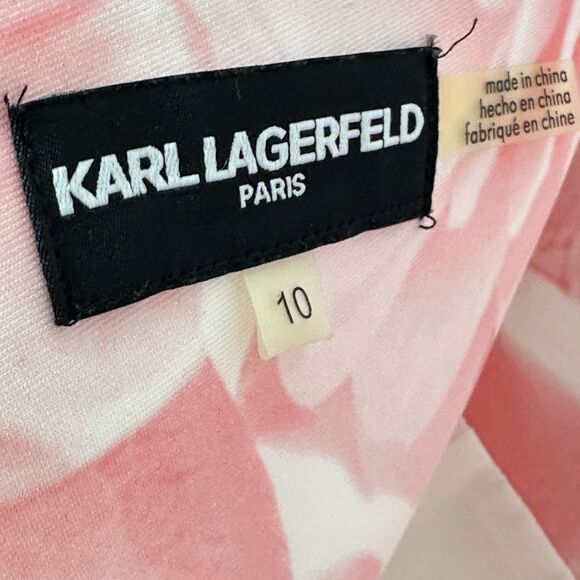 KARL LAGERFELD
PARIS
10
made in china
hecho en china
fabriqué en chine